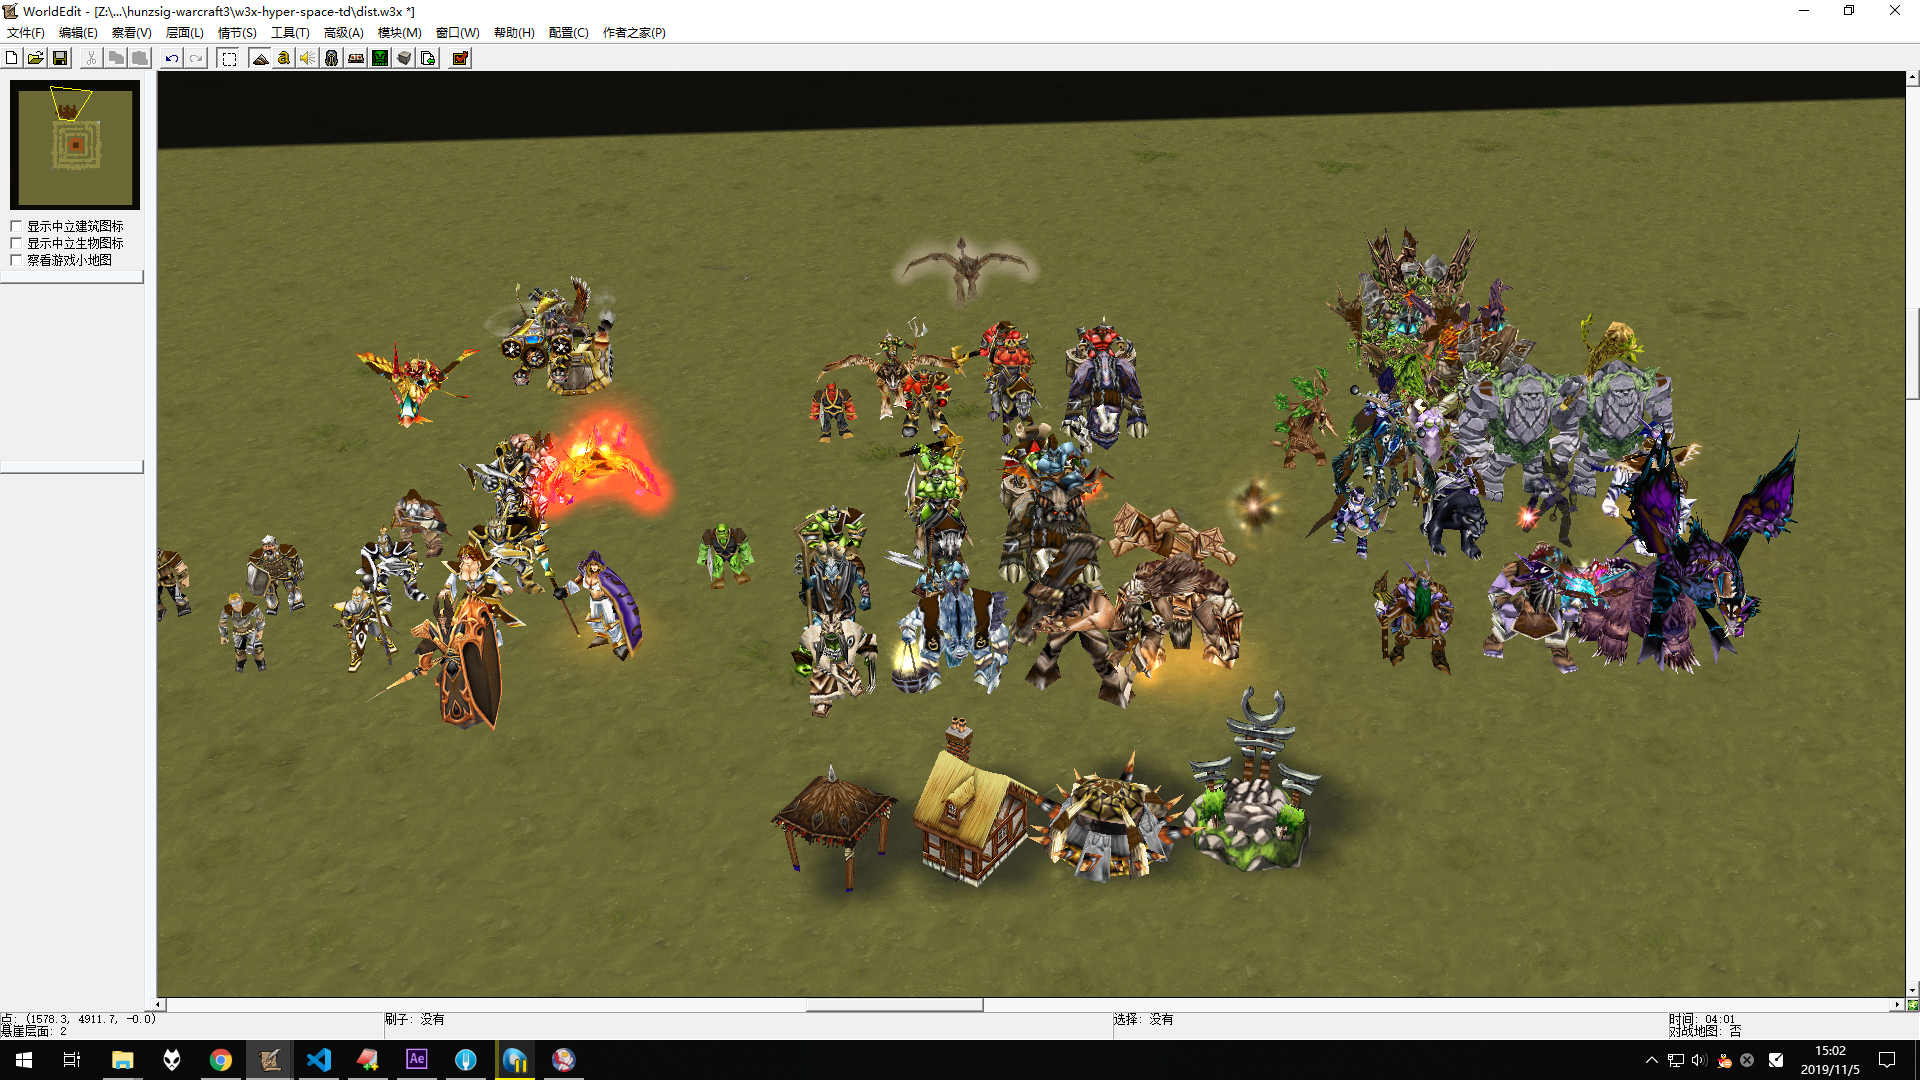 WorldEdit - [Z:\...\hunzsig-warcraft3\w3x-hyper-space-td\dist.w3x *]
文件(F) 编辑(E) 察看(V) 层面(L) 情节(S) 工具(T) 高级(A) 模块(M) 窗口(W) 帮助(H) 配置(C) 作者之家(P)
a
显示中立建筑图标
显示中立生物图标
察看游戏小地图
点: (1578.3, 4911.7, -0.0)
悬崖层面: 2
刷子: 没有
选择: 没有
时间: 04:01
对战地图: 否
Ae
15:02
2019/11/5